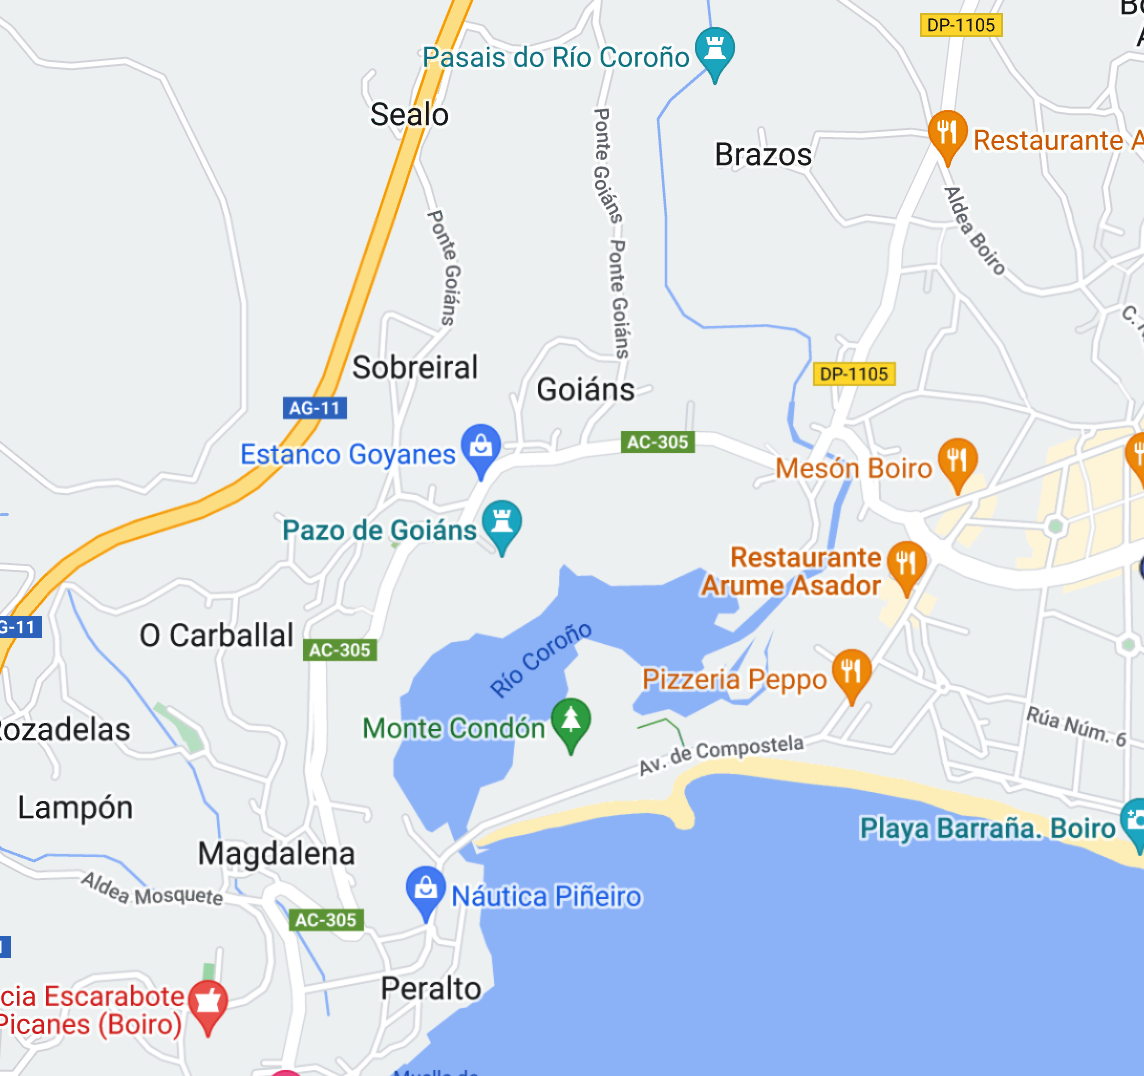 DP-1105
Pasais do Río Coroño
Sealo
Restaurante A
Brazos
Ponte Goiáns
Ponte Goiáns
Ponte Goiáns
Aldea Boiro
Sobreiral
DP-1105
Goiáns
AG-11
AC-305
Estanco Goyanes
Mesón Boiro
Pazo de Goiáns
Restaurante
Arume Asador
G-11
O Carballal
AC-305
Río Coroño
Pizzeria Peppo
Rozadelas
Monte Condón
Rúa Núm. 6
Av. de Compostela
Lampón
Playa Barraña. Boiro
Magdalena
Aldea Mosquete
Náutica Piñeiro
AC-305
Peralto
cia Escarabote
Picanes (Boiro)